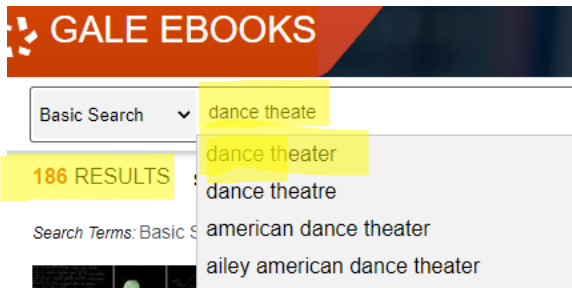 GALE EBOOKS
Basic Search dance theate
dance theater
186 RESULTS
dance theatre
Search Terms: Basic S
american dance theater
ailey american dance theater